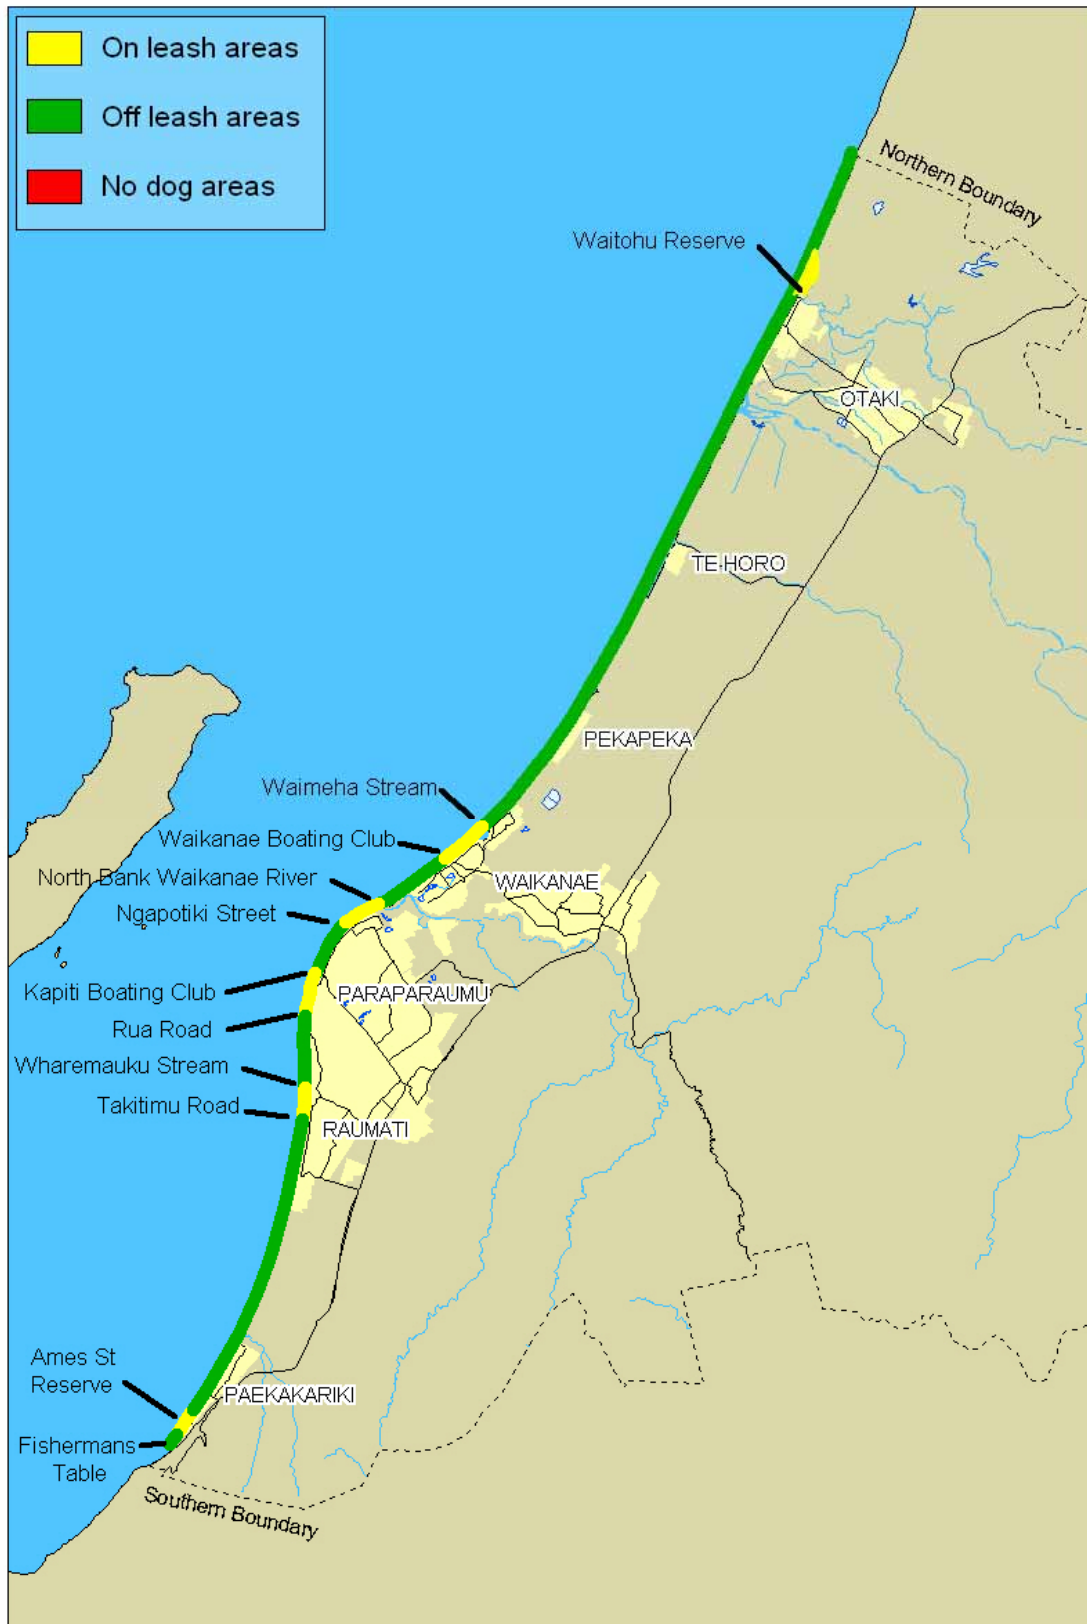 On leash areas
Off leash areas
No dog areas
Northern Boundary
Waitohu Reserve
OTAKI
TE HORO
PEKAPEKA
Waimeha Stream
Waikanae Boating Club
North Bank Waikanae River
WAIKANAE
Ngapotiki Street
Kapiti Boating Club
PARAPARAUMU
Rua Road
Wharemauku Stream
Takitimu Road
RAUMATI
Ames St
Reserve
PAEKAKARIKI
Fishermans
Table
Southern Boundary